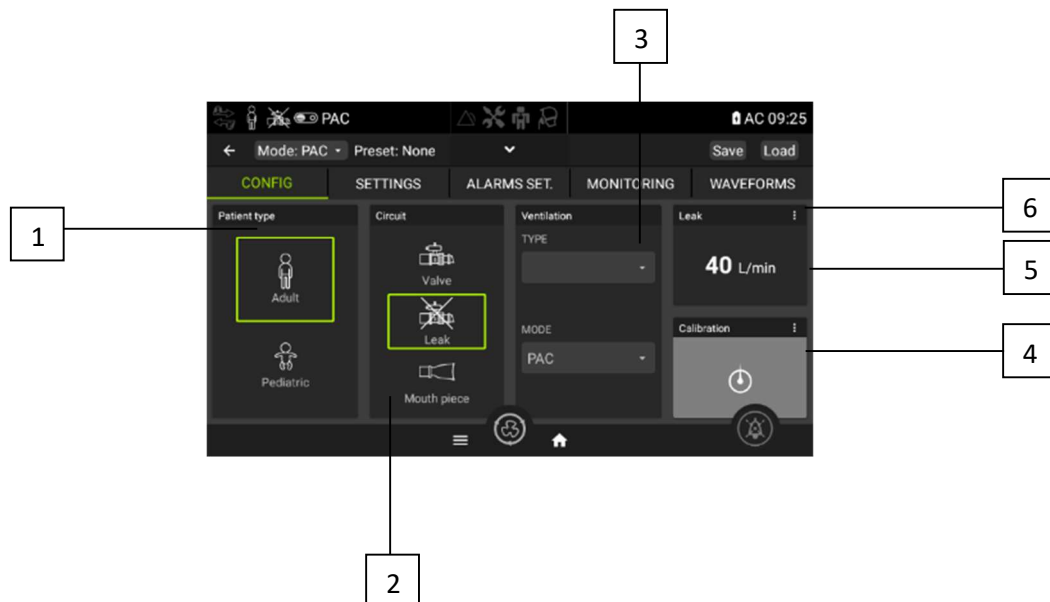 3
PAC
AC 09:25
Mode: PAC Preset: None
Save Load
CONFIG SETTINGS ALARMS SET. MONITORING WAVEFORMS
1
Patient type
Adult
Pediatric
Circuit
Valve
Leak
Mouth piece
Ventilation
TYPE
MODE
PAC
Leak
40 L/min
Calibration
6
5
4
2